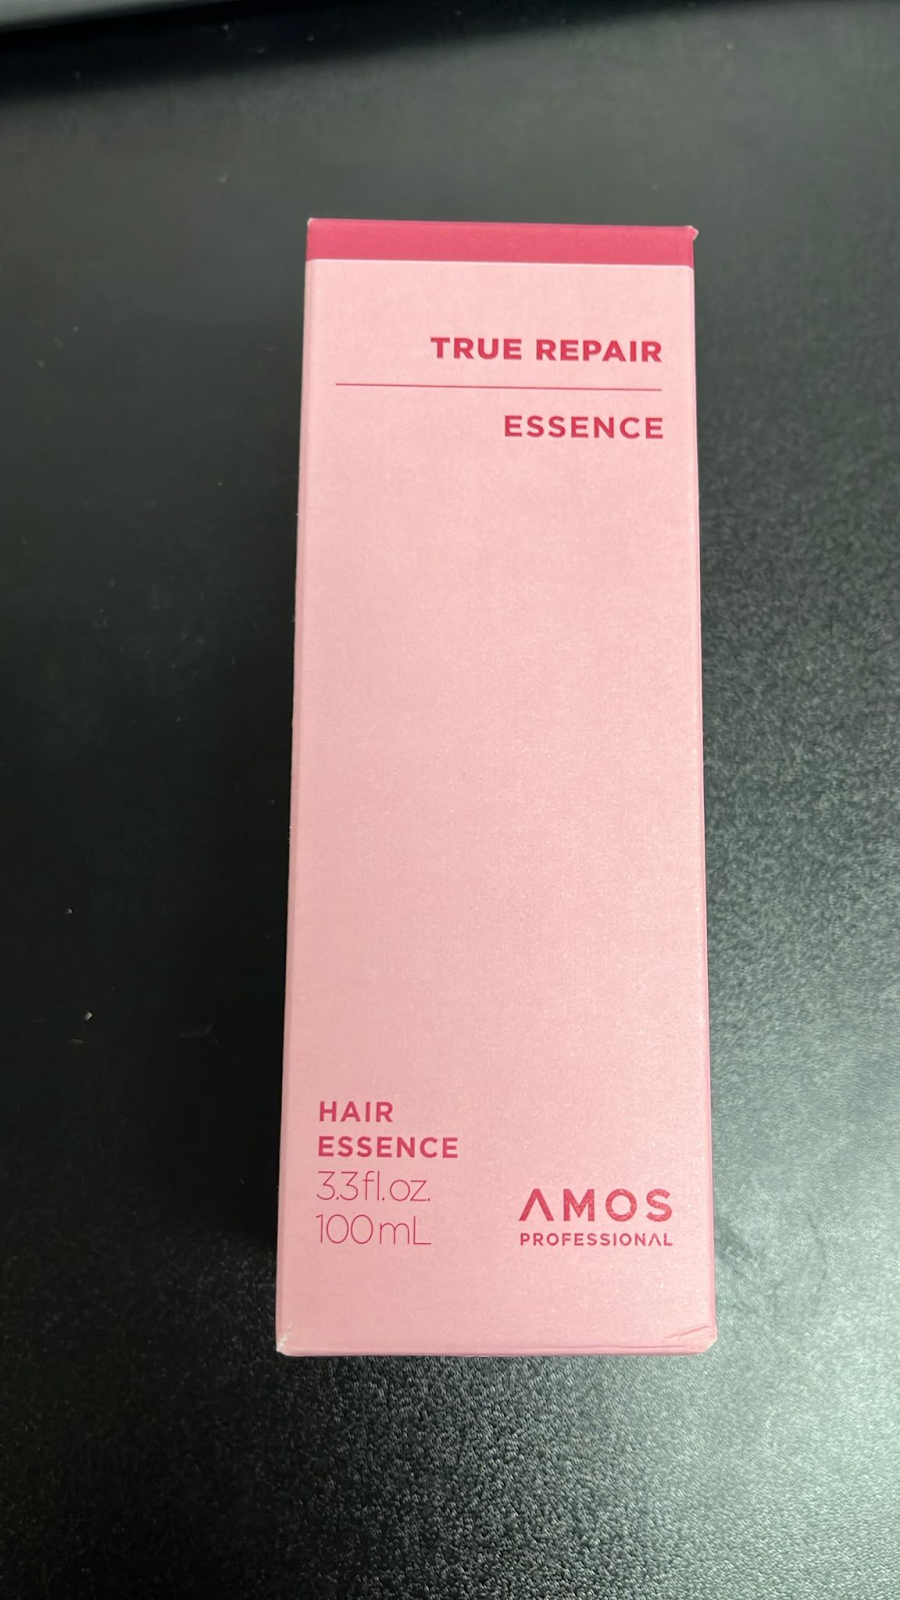 TRUE REPAIR
ESSENCE
HAIR
ESSENCE
3.3fl.oz.
100mL
AMOS
PROFESSIONAL